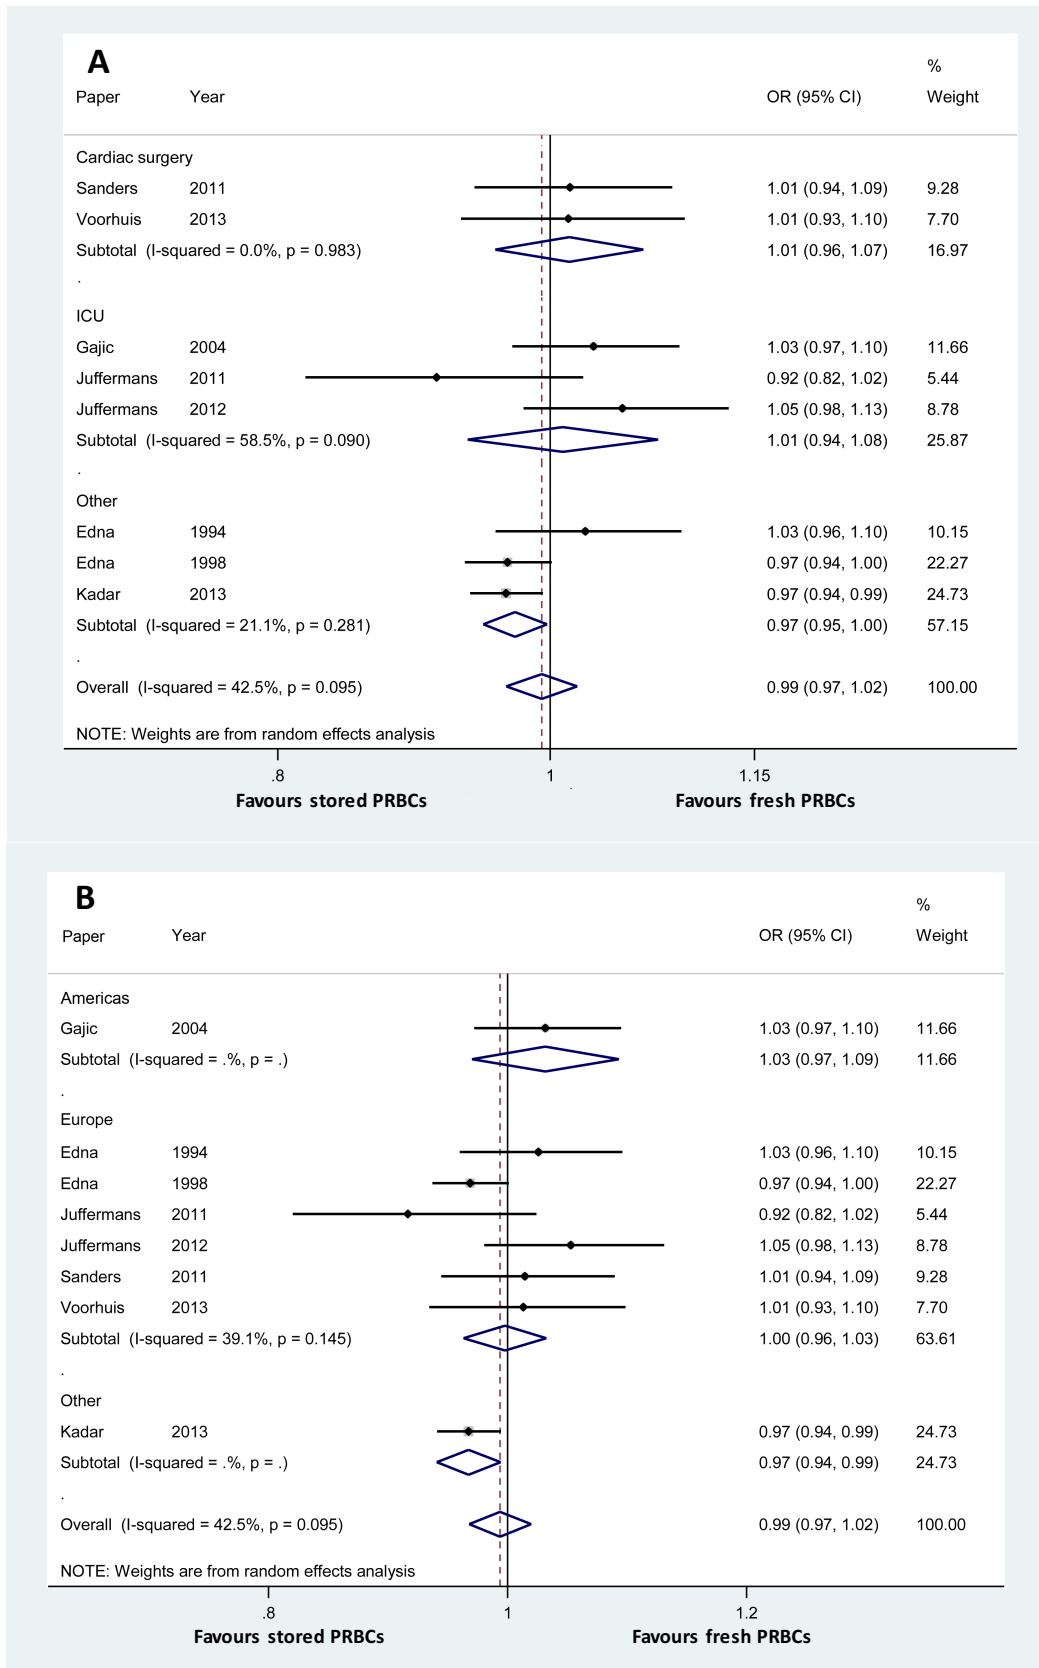 A
%
Paper Year OR (95% CI) Weight
Cardiac surgery
Sanders 2011 1.01 (0.94, 1.09) 9.28
Voorhuis 2013 1.01 (0.93, 1.10) 7.70
Subtotal (I-squared = 0.0%, p = 0.983) 1.01 (0.96, 1.07) 16.97
.
ICU
Gajic 2004 1.03 (0.97, 1.10) 11.66
Juffermans 2011 0.92 (0.82, 1.02) 5.44
Juffermans 2012 1.05 (0.98, 1.13) 8.78
Subtotal (I-squared = 58.5%, p = 0.090) 1.01 (0.94, 1.08) 25.87
.
Other
Edna 1994 1.03 (0.96, 1.10) 10.15
Edna 1998 0.97 (0.94, 1.00) 22.27
Kadar 2013 0.97 (0.94, 0.99) 24.73
Subtotal (I-squared = 21.1%, p = 0.281) 0.97 (0.95, 1.00) 57.15
.
Overall (I-squared = 42.5%, p = 0.095) 0.99 (0.97, 1.02) 100.00
NOTE: Weights are from random effects analysis
.8 1 1.15
Favours stored PRBCs Favours fresh PRBCs
B
%
Paper Year OR (95% CI) Weight
Americas
Gajic 2004 1.03 (0.97, 1.10) 11.66
Subtotal (I-squared = .%, p = .) 1.03 (0.97, 1.09) 11.66
.
Europe
Edna 1994 1.03 (0.96, 1.10) 10.15
Edna 1998 0.97 (0.94, 1.00) 22.27
Juffermans 2011 0.92 (0.82, 1.02) 5.44
Juffermans 2012 1.05 (0.98, 1.13) 8.78
Sanders 2011 1.01 (0.94, 1.09) 9.28
Voorhuis 2013 1.01 (0.93, 1.10) 7.70
Subtotal (I-squared = 39.1%, p = 0.145) 1.00 (0.96, 1.03) 63.61
.
Other
Kadar 2013 0.97 (0.94, 0.99) 24.73
Subtotal (I-squared = .%, p = .) 0.97 (0.94, 0.99) 24.73
.
Overall (I-squared = 42.5%, p = 0.095) 0.99 (0.97, 1.02) 100.00
NOTE: Weights are from random effects analysis
.8 1 1.2
Favours stored PRBCs Favours fresh PRBCs